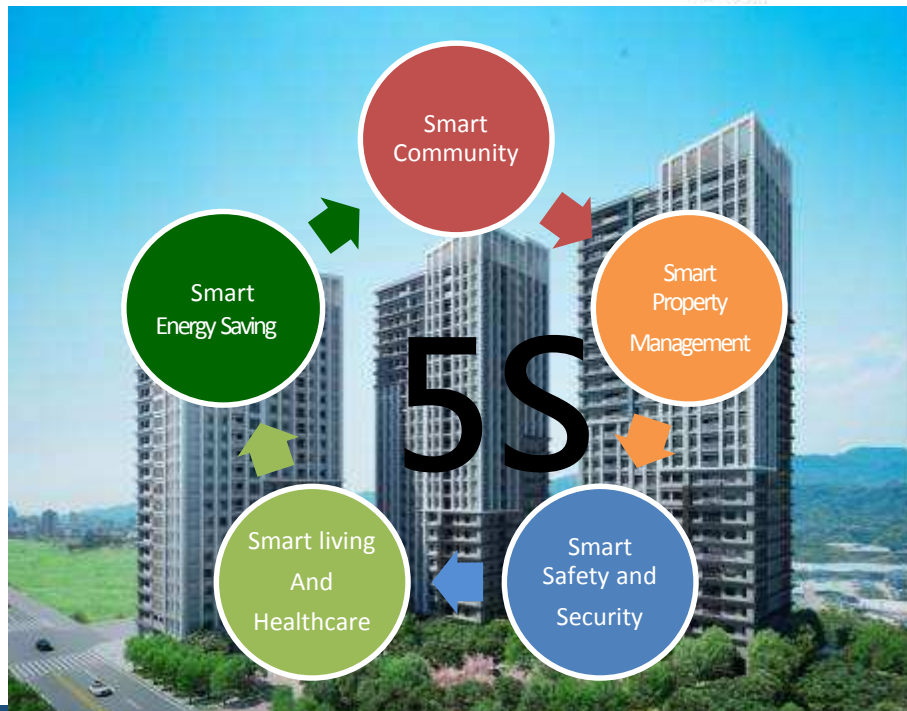 Smart
Community
Smart
Property
Management
Smart
Safety and
Security
Smart living
And
Healthcare
Smart
Energy Saving
5S